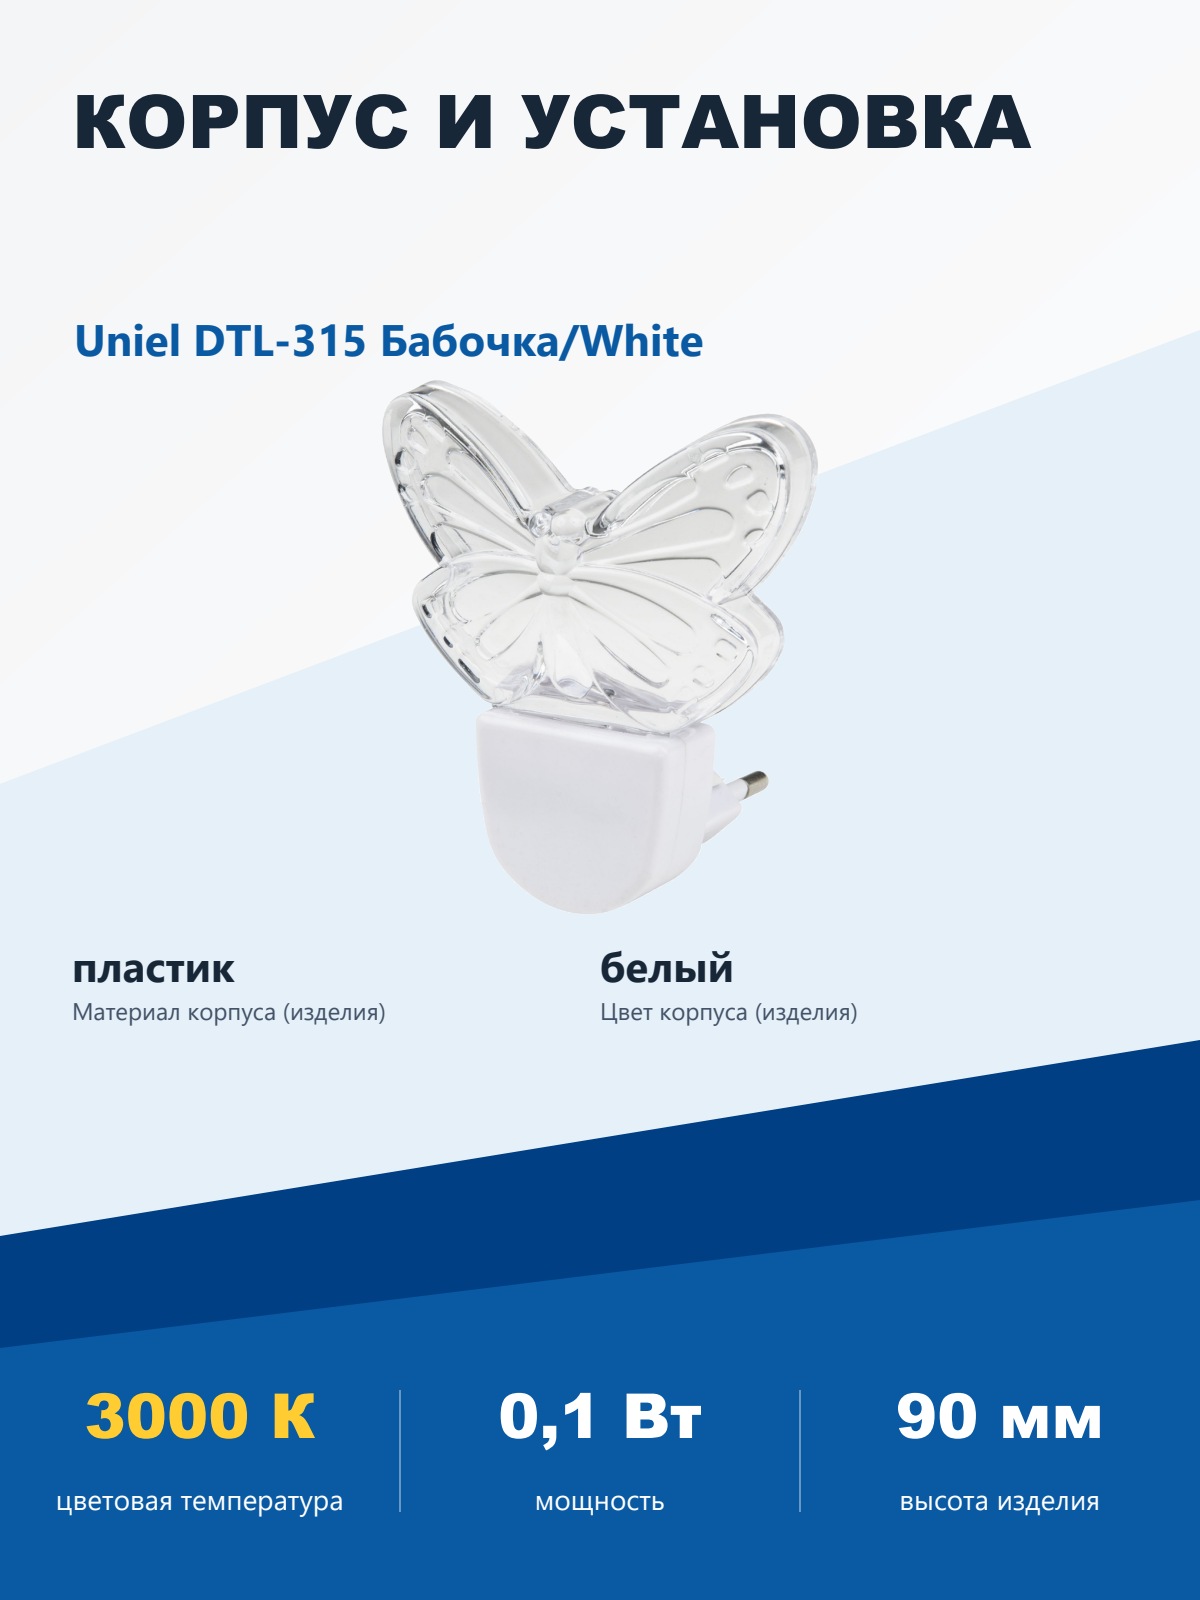 КОРПУС И УСТАНОВКА
Uniel DTL-315 Бабочка/White
пластик
Материал корпуса (изделия)
белый
Цвет корпуса (изделия)
3000 К
цветовая температура
0,1 Вт
мощность
90 мм
высота изделия